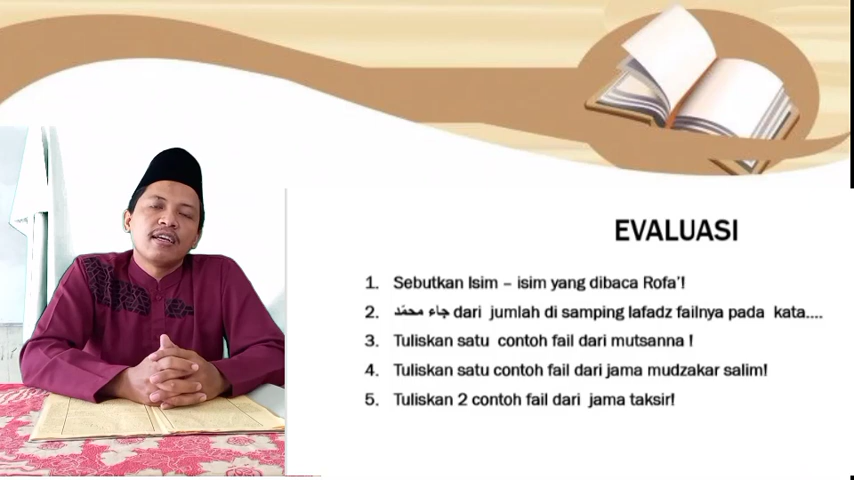 EVALUASI
1. Sebutkan Isim – isim yang dibaca Rofa'!
2. جاء محمّد dari jumlah di samping lafadz failnya pada kata....
3. Tuliskan satu contoh fail dari mutsanna !
4. Tuliskan satu contoh fail dari jama mudzakar salim!
5. Tuliskan 2 contoh fail dari jama taksir!